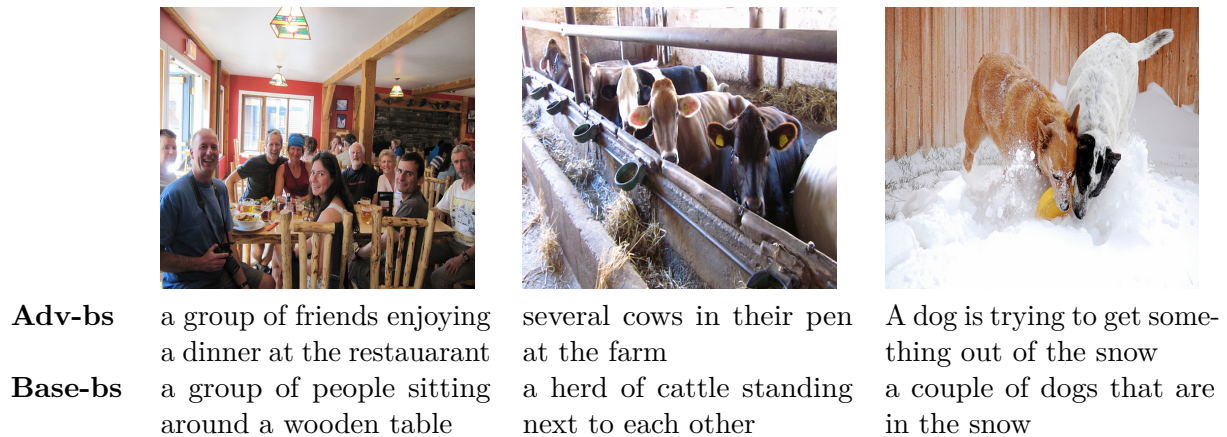 Adv-bs
a group of friends enjoying
a dinner at the restauarant
several cows in their pen
at the farm
A dog is trying to get some-
thing out of the snow
Base-bs
a group of people sitting
around a wooden table
a herd of cattle standing
next to each other
a couple of dogs that are
in the snow